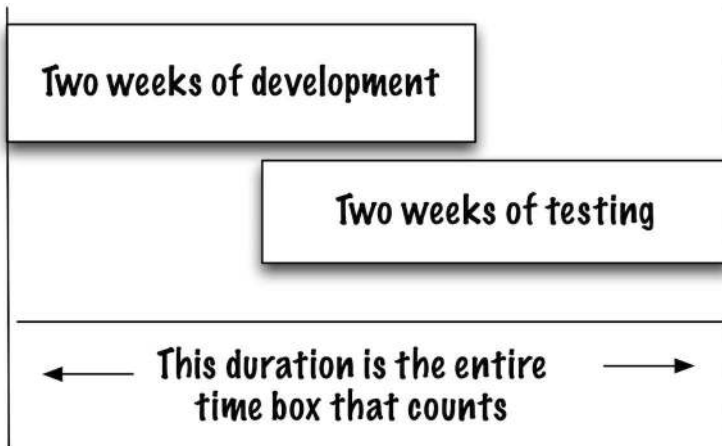 Two weeks of development
Two weeks of testing
This duration is the entire
time box that counts